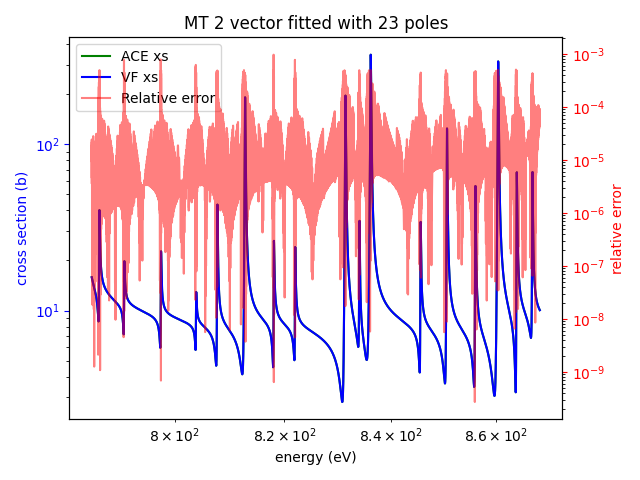 MT 2 vector fitted with 23 poles
ACE xs
VF xs
Relative error
cross section (b)
10²
10¹
relative error
10⁻³
10⁻⁴
10⁻⁵
10⁻⁶
10⁻⁷
10⁻⁸
10⁻⁹
8 × 10²
8.2 × 10²
8.4 × 10²
8.6 × 10²
energy (eV)